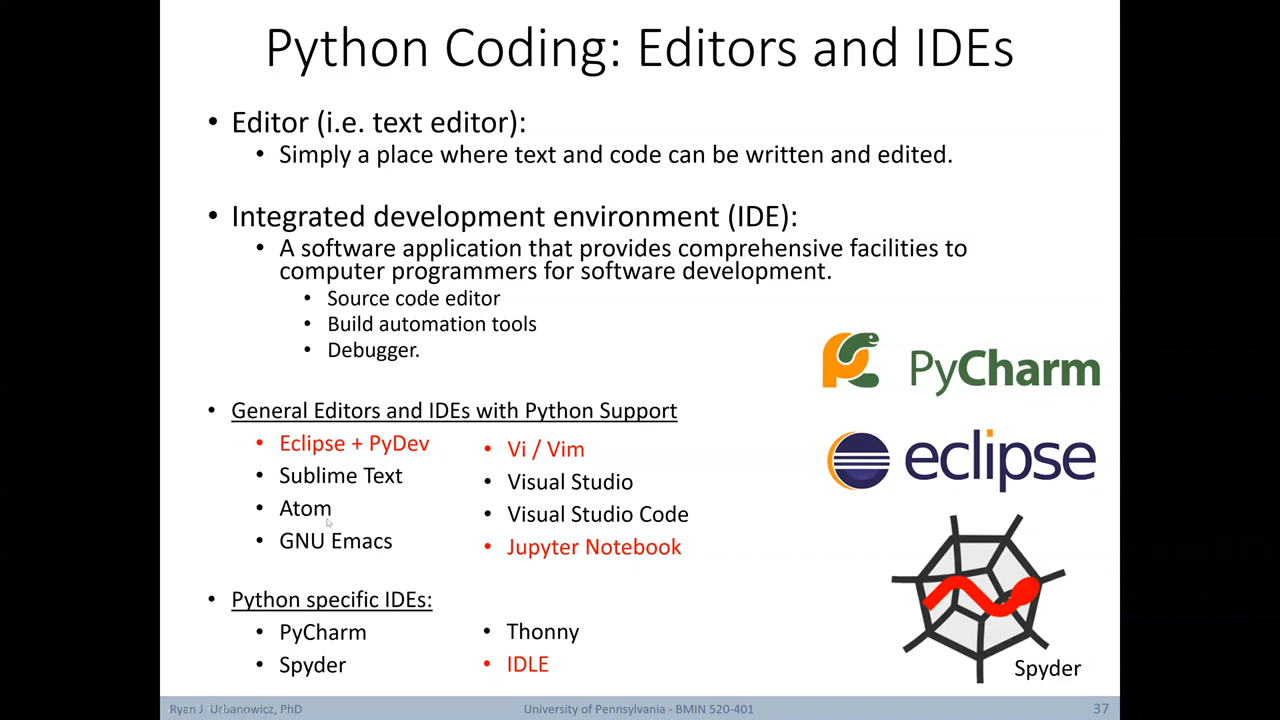 Python Coding: Editors and IDEs
• Editor (i.e. text editor):
• Simply a place where text and code can be written and edited.
• Integrated development environment (IDE):
• A software application that provides comprehensive facilities to
computer programmers for software development.
• Source code editor
• Build automation tools
• Debugger.
• General Editors and IDEs with Python Support
• Eclipse + PyDev
• Sublime Text
• Atom
• GNU Emacs
• Vi / Vim
• Visual Studio
• Visual Studio Code
• Jupyter Notebook
• Python specific IDEs:
• PyCharm
• Spyder
• Thonny
• IDLE
PyCharm
eclipse
Spyder
Ryan J. Urbanowicz, PhD
University of Pennsylvania - BMIN 520-401
37